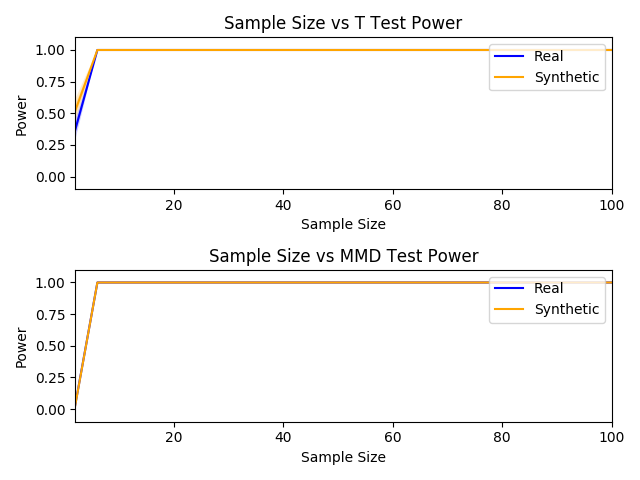 Sample Size vs T Test Power
1.00
0.75
0.50
0.25
0.00
Power
Real
Synthetic
20 40 60 80 100
Sample Size
Sample Size vs MMD Test Power
1.00
0.75
0.50
0.25
0.00
Power
Real
Synthetic
20 40 60 80 100
Sample Size